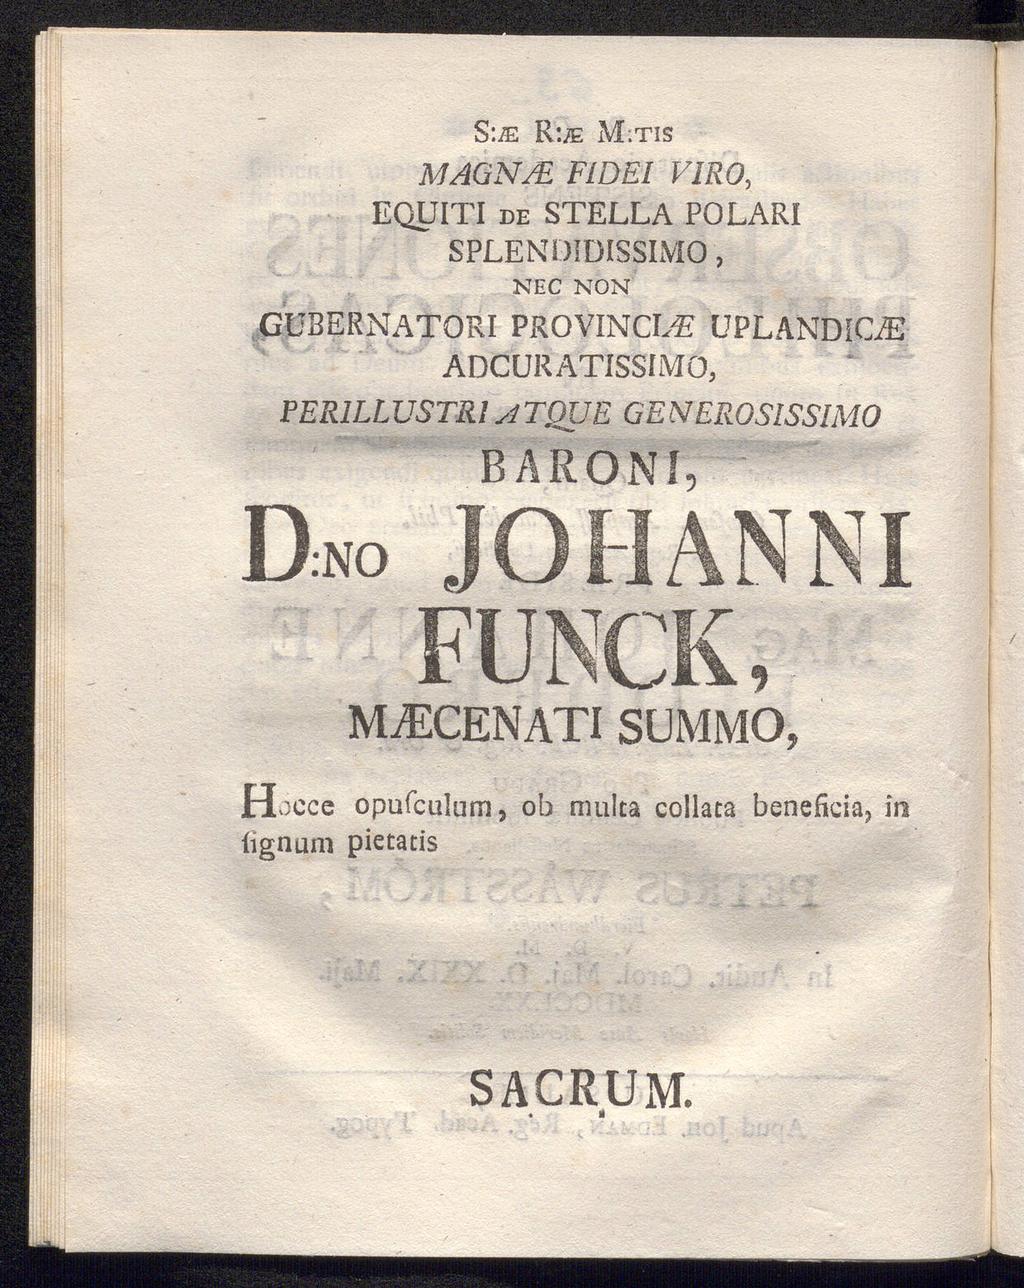 S:Æ R:Æ M:TIS
MAGNÆ FIDEI VIRO,
EQUITI DE STELLA POLARI
SPLENDIDISSIMO,
NEC NON
GUBERNATORI PROVINCIÆ UPLANDICÆ
ADCURATISSIMO,
PERILLUSTRI ATQUE GENEROSISSIMO
BARONI,
D:NO JOHANNI
FUNCK,
MÆCENATI SUMMO,
Hocce opuſculum, ob multa collata beneficia, in
ſignum pietatis
SACRUM.